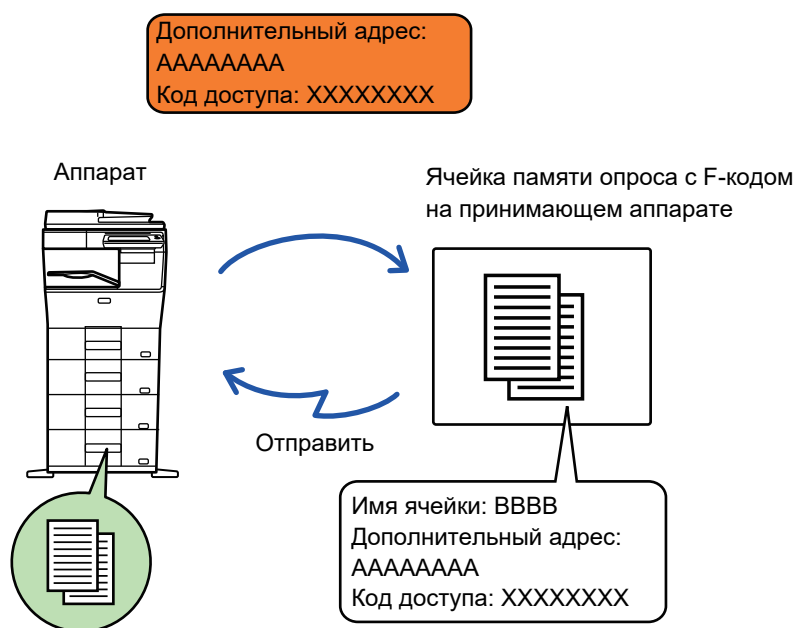 Дополнительный адрес:
AAAAAAAA
Код доступа: XXXXXXXX
Аппарат
Ячейка памяти опроса с F-кодом
на принимающем аппарате
Отправить
Имя ячейки: BBBB
Дополнительный адрес:
AAAAAAAA
Код доступа: XXXXXXXX